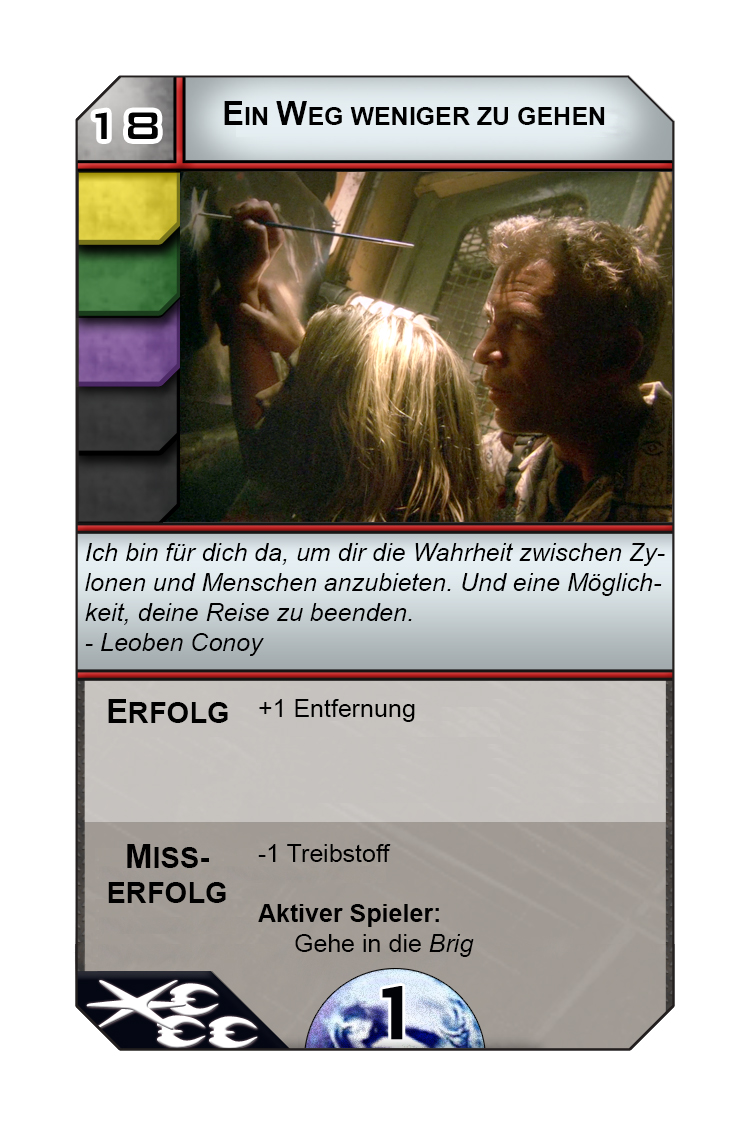 18
EIN WEG WENIGER ZU GEHEN
Ich bin für dich da, um dir die Wahrheit zwischen Zy-
lonen und Menschen anzubieten. Und eine Möglich-
keit, deine Reise zu beenden.
- Leoben Conoy
ERFOLG
+1 Entfernung
MISS-
ERFOLG
-1 Treibstoff
Aktiver Spieler:
Gehe in die Brig
1